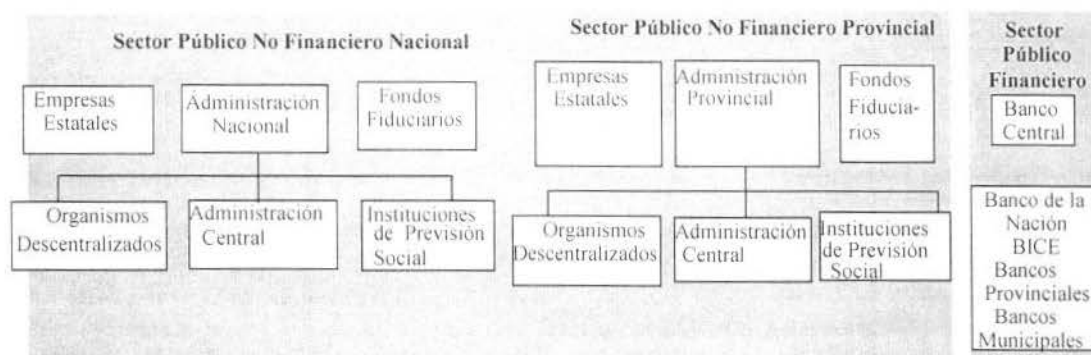 Sector Público No Financiero Nacional
Empresas
Estatales
Administración
Nacional
Fondos
Fiduciarios
Organismos
Descentralizados
Administración
Central
Instituciones
de Previsión
Social
Sector Público No Financiero Provincial
Empresas
Estatales
Administración
Provincial
Fondos
Fiducia-
rios
Organismos
Descentralizados
Administración
Central
Instituciones
de Previsión
Social
Sector
Público
Financiero
Banco
Central
Banco de la
Nación
BICE
Bancos
Provinciales
Bancos
Municipales